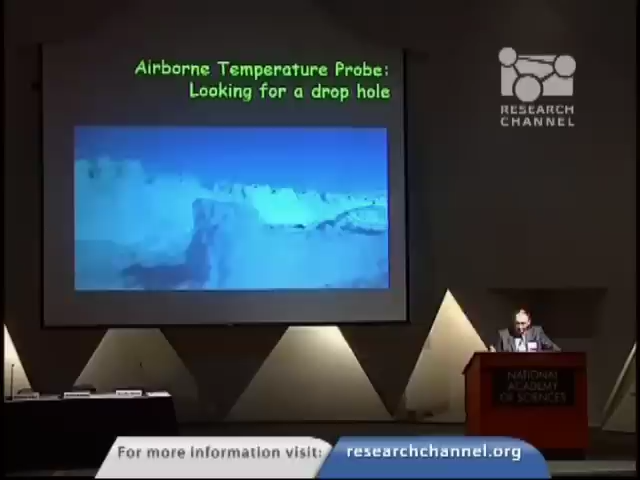 Airborne Temperature Probe:
Looking for a drop hole
RESEARCH
CHANNEL
NATIONAL
ACADEMY
OF SCIENCES
For more information visit:
researchchannel.org